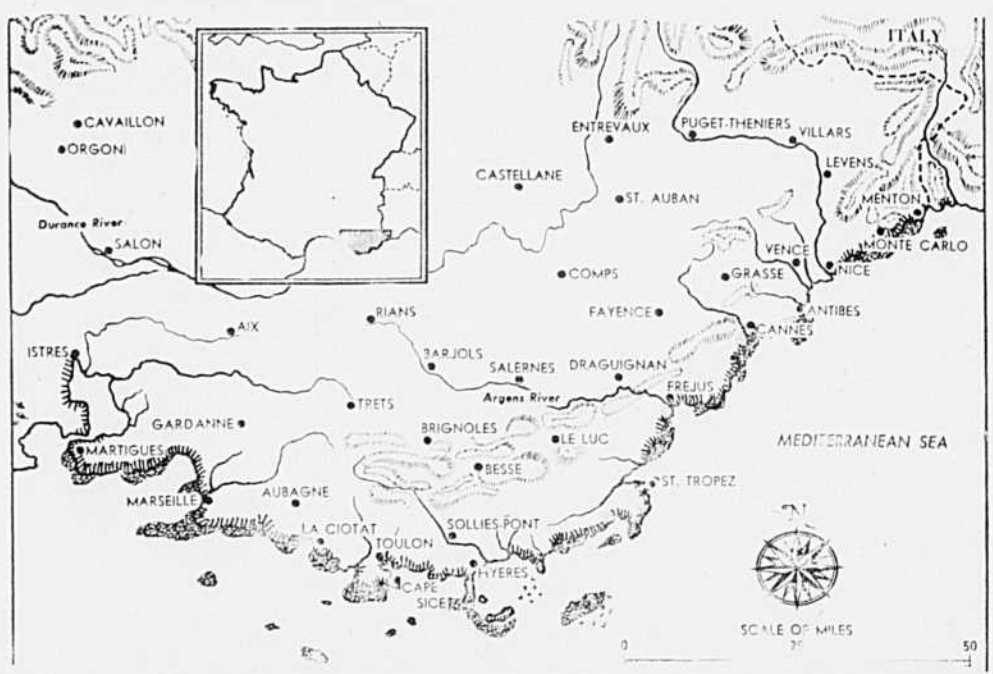 ITALY
CAVAILLON
ENTREVAUX
PUGET-THENIERS
VILLARS
ORGON
LEVENS
CASTELLANE
ST. AUBAN
MENTON
Durance River
SALON
MONTE CARLO
VENCE
COMPS
GRASSE
NICE
RIANS
FAYENCE
ANTIBES
AIX
CANNES
ISTRES
BARJOLS
SALERNES
DRAGUIGNAN
Argens River
FREJUS
TRETS
GARDANNE
BRIGNOLES
LE LUC
MEDITERRANEAN SEA
MARTIGUES
BESSE
ST. TROPEZ
MARSEILLE
AUBAGNE
N
LA CIOTAT
SOLLIES-PONT
TOULON
HYERES
CAPE
SICE
SCALE OF MILES
0 25 50